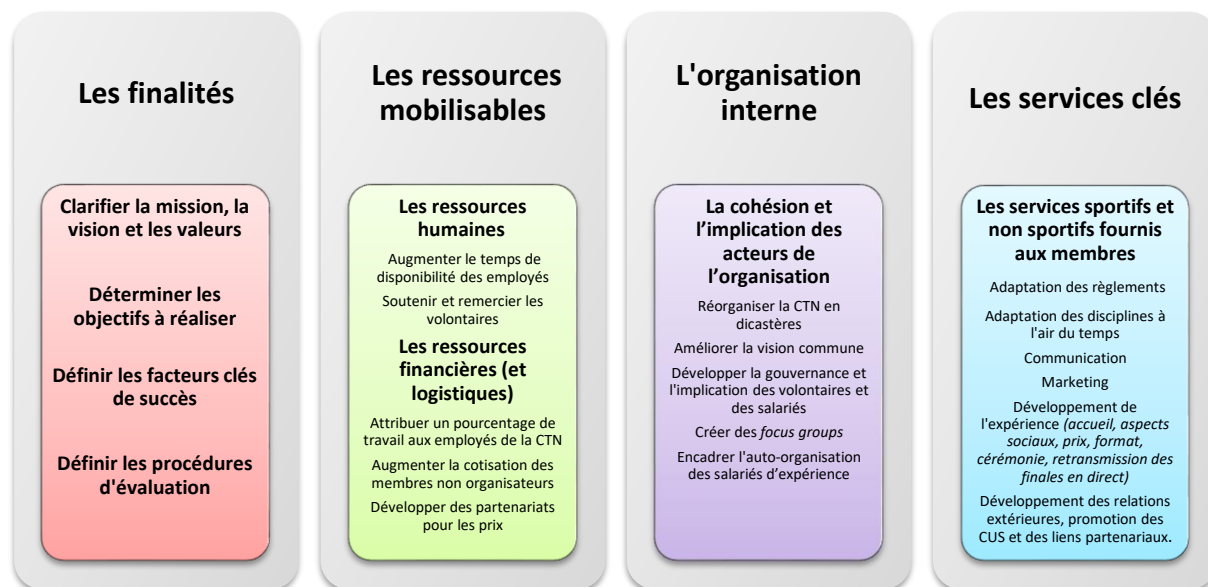 Les finalités
Clarifier la mission, la
vision et les valeurs
Déterminer les
objectifs à réaliser
Définir les facteurs clés
de succès
Définir les procédures
d'évaluation
Les ressources
mobilisables
Les ressources
humaines
Augmenter le temps de
disponibilité des employés
Soutenir et remercier les
volontaires
Les ressources
financières (et
logistiques)
Attribuer un pourcentage de
travail aux employés de la CTN
Augmenter la cotisation des
membres non organisateurs
Développer des partenariats
pour les prix
L'organisation
interne
La cohésion et
l’implication des
acteurs de
l’organisation
Réorganiser la CTN en
dicastères
Améliorer la vision commune
Développer la gouvernance et
l'implication des volontaires et
des salariés
Créer des focus groups
Encadrer l'auto-organisation
des salariés d’expérience
Les services clés
Les services sportifs et
non sportifs fournis
aux membres
Adaptation des règlements
Adaptation des disciplines à
l'air du temps
Communication
Marketing
Développement de
l'expérience (accueil, aspects
sociaux, prix, format,
cérémonie, retransmission des
finales en direct)
Développement des relations
extérieures, promotion des
CUS et des liens partenariaux.